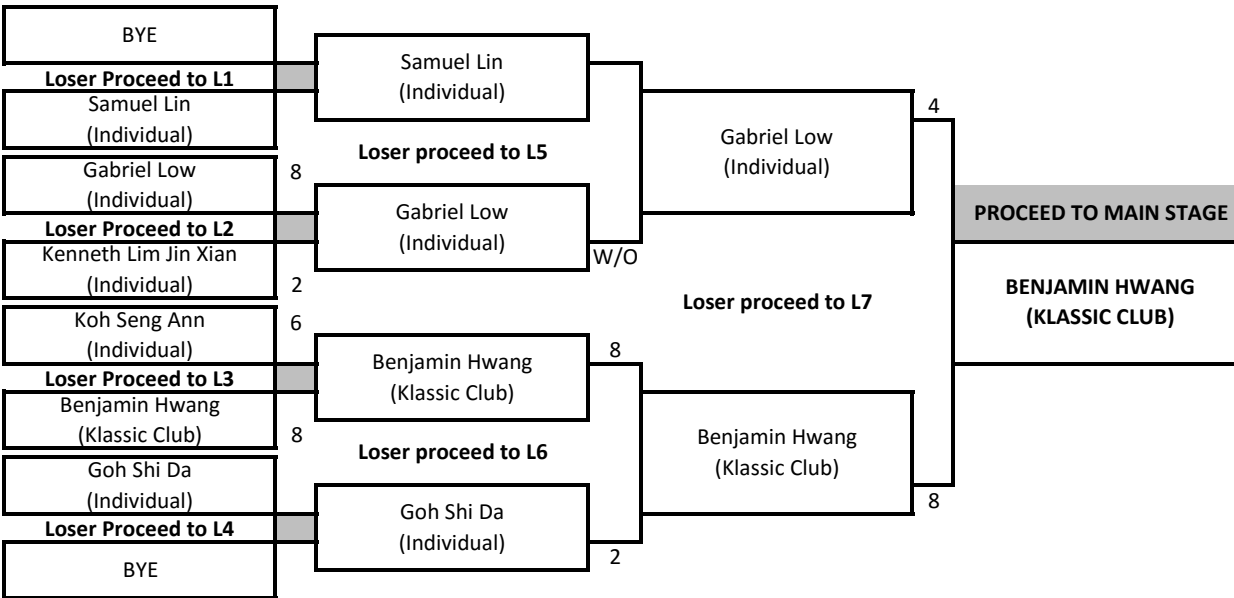 BYE
Loser Proceed to L1
Samuel Lin
(Individual)
Gabriel Low
(Individual)
8
Loser Proceed to L2
Kenneth Lim Jin Xian
(Individual)
2
Koh Seng Ann
(Individual)
6
Loser Proceed to L3
Benjamin Hwang
(Klassic Club)
8
Goh Shi Da
(Individual)
Loser Proceed to L4
BYE
Samuel Lin
(Individual)
Loser proceed to L5
Gabriel Low
(Individual)
W/O
Benjamin Hwang
(Klassic Club)
8
Loser proceed to L6
Goh Shi Da
(Individual)
2
Gabriel Low
(Individual)
4
Loser proceed to L7
Benjamin Hwang
(Klassic Club)
8
PROCEED TO MAIN STAGE
BENJAMIN HWANG
(KLASSIC CLUB)